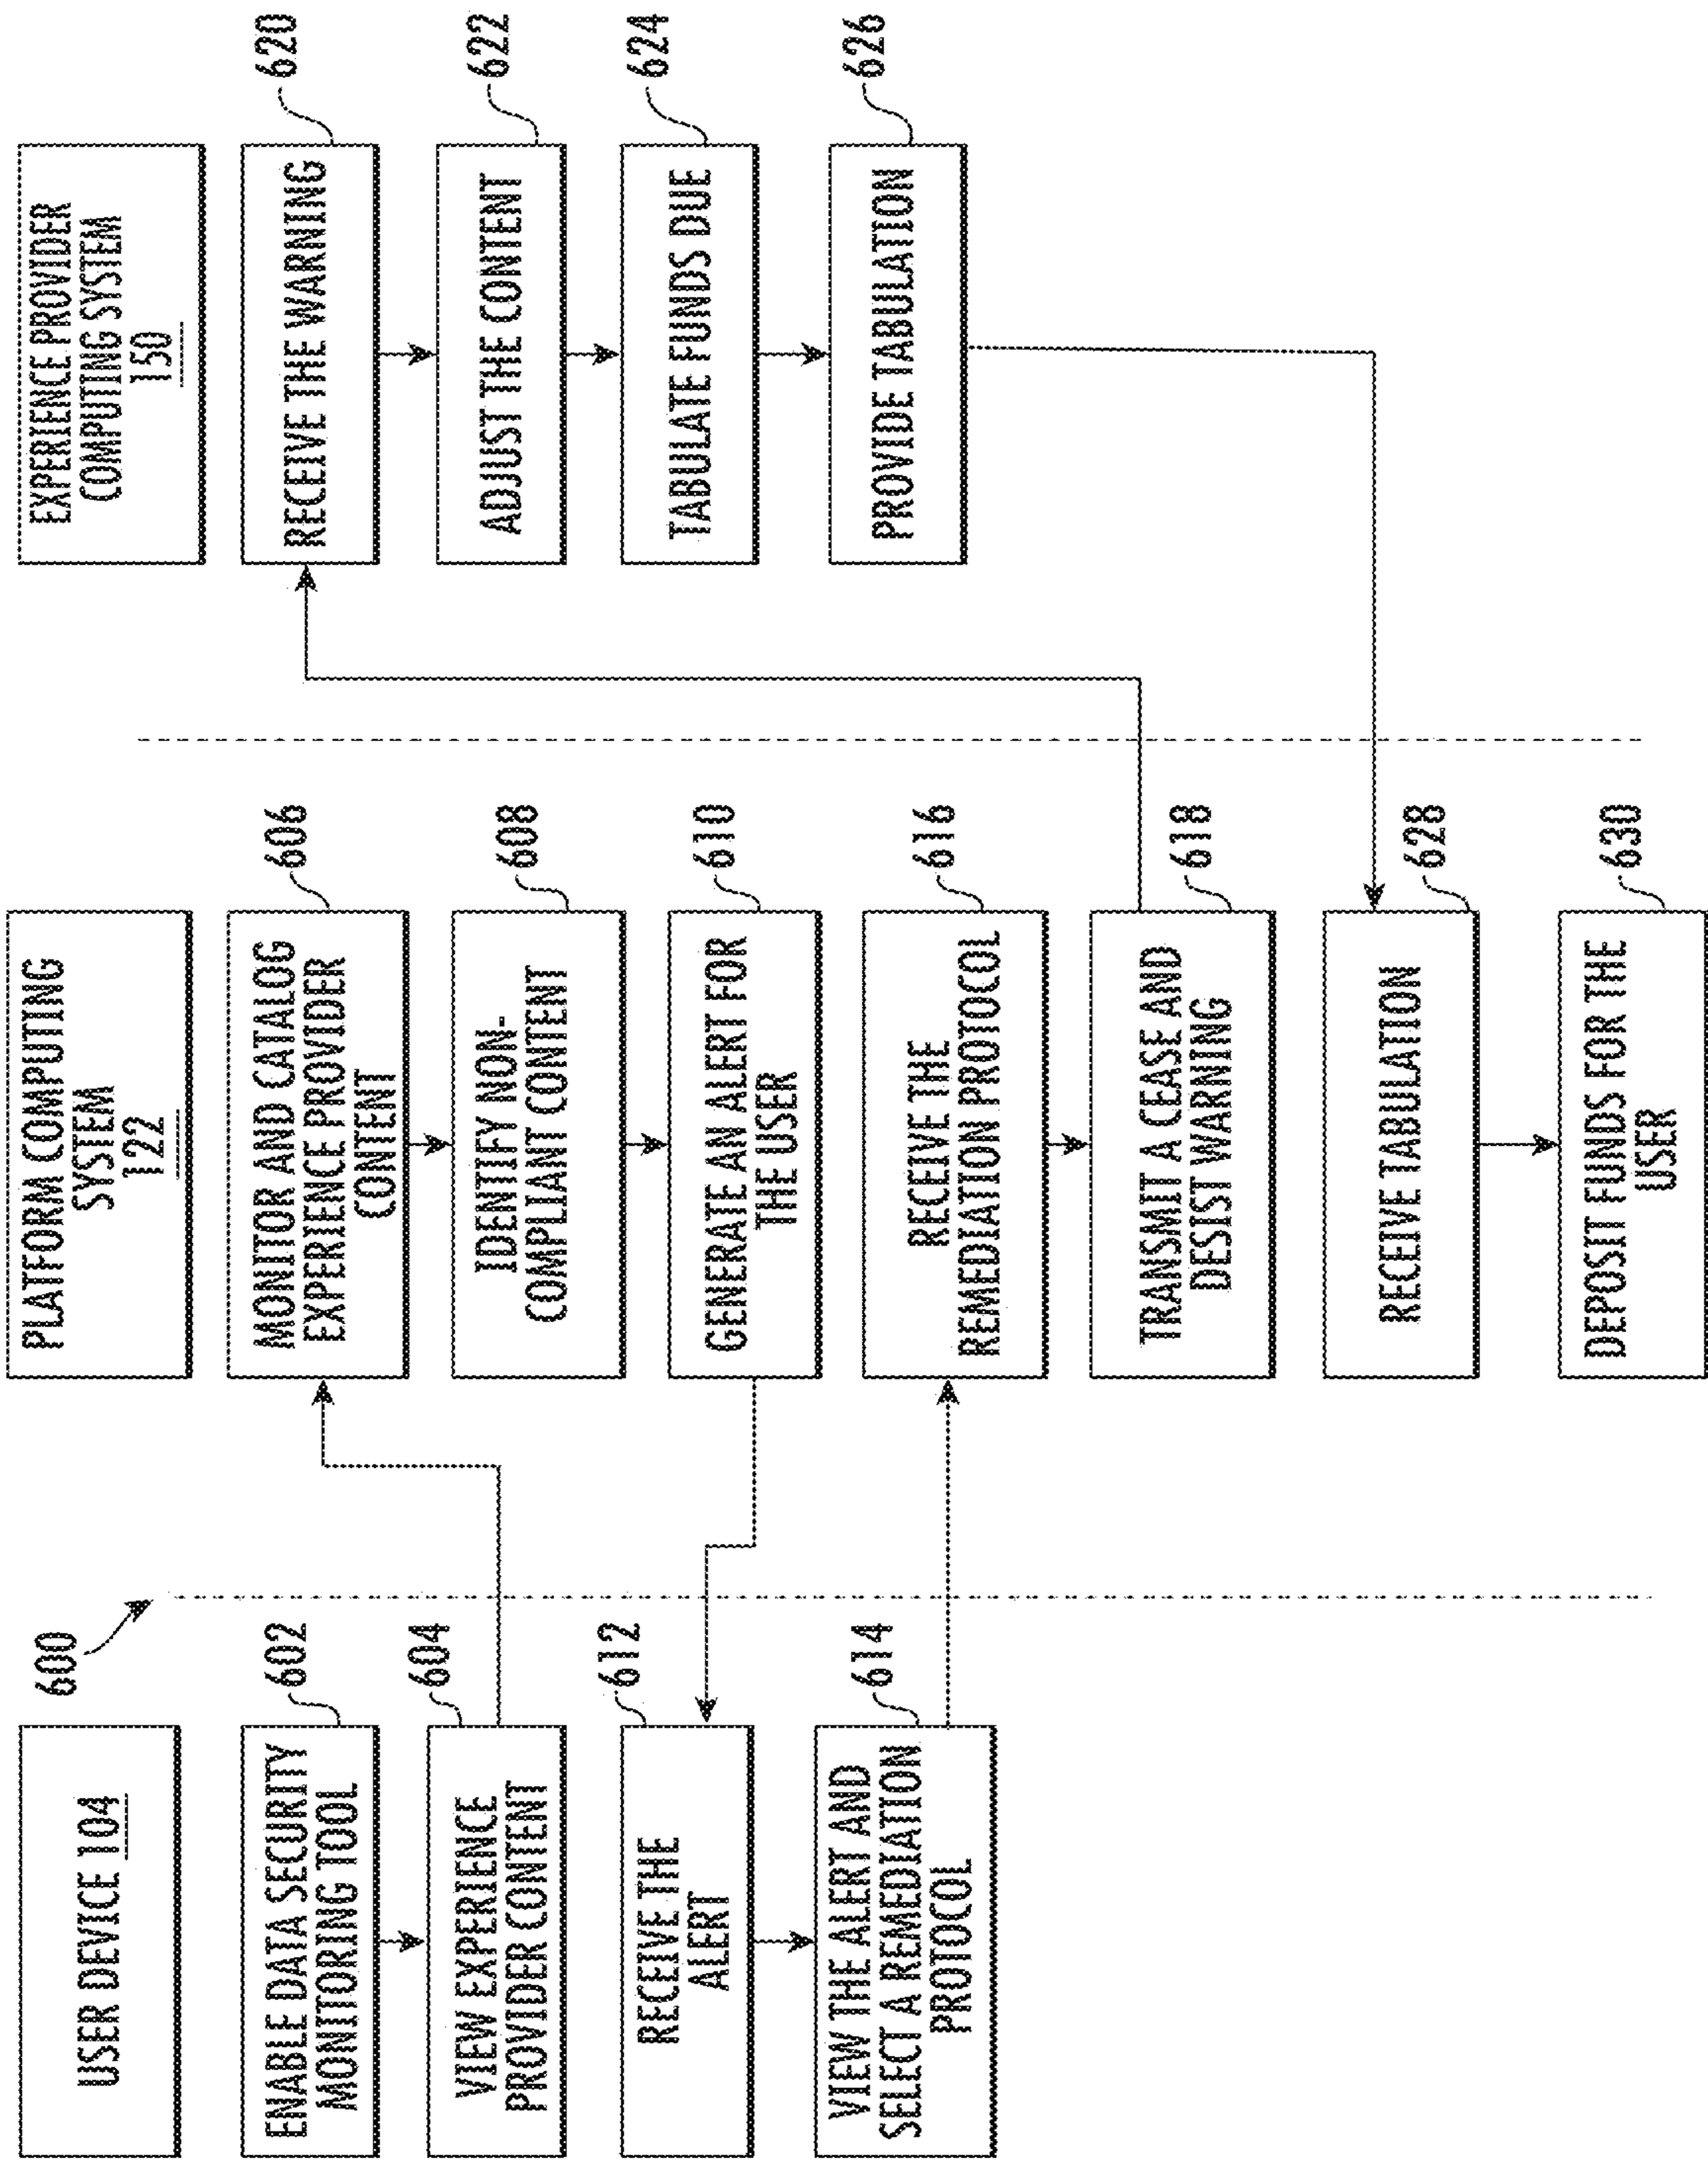 600
USER DEVICE 104
ENABLE DATA SECURITY
MONITORING TOOL
602
VIEW EXPERIENCE
PROVIDER CONTENT
604
RECEIVE THE
ALERT
612
VIEW THE ALERT AND
SELECT A REMEDIATION
PROTOCOL
614
PLATFORM COMPUTING
SYSTEM
122
MONITOR AND CATALOG
EXPERIENCE PROVIDER
CONTENT
606
IDENTIFY NON-
COMPLIANT CONTENT
608
GENERATE AN ALERT FOR
THE USER
610
RECEIVE THE
REMEDIATION PROTOCOL
616
TRANSMIT A CEASE AND
DESIST WARNING
618
RECEIVE TABULATION
628
DEPOSIT FUNDS FOR THE
USER
630
EXPERIENCE PROVIDER
COMPUTING SYSTEM
150
RECEIVE THE WARNING
620
ADJUST THE CONTENT
622
TABULATE FUNDS DUE
624
PROVIDE TABULATION
626